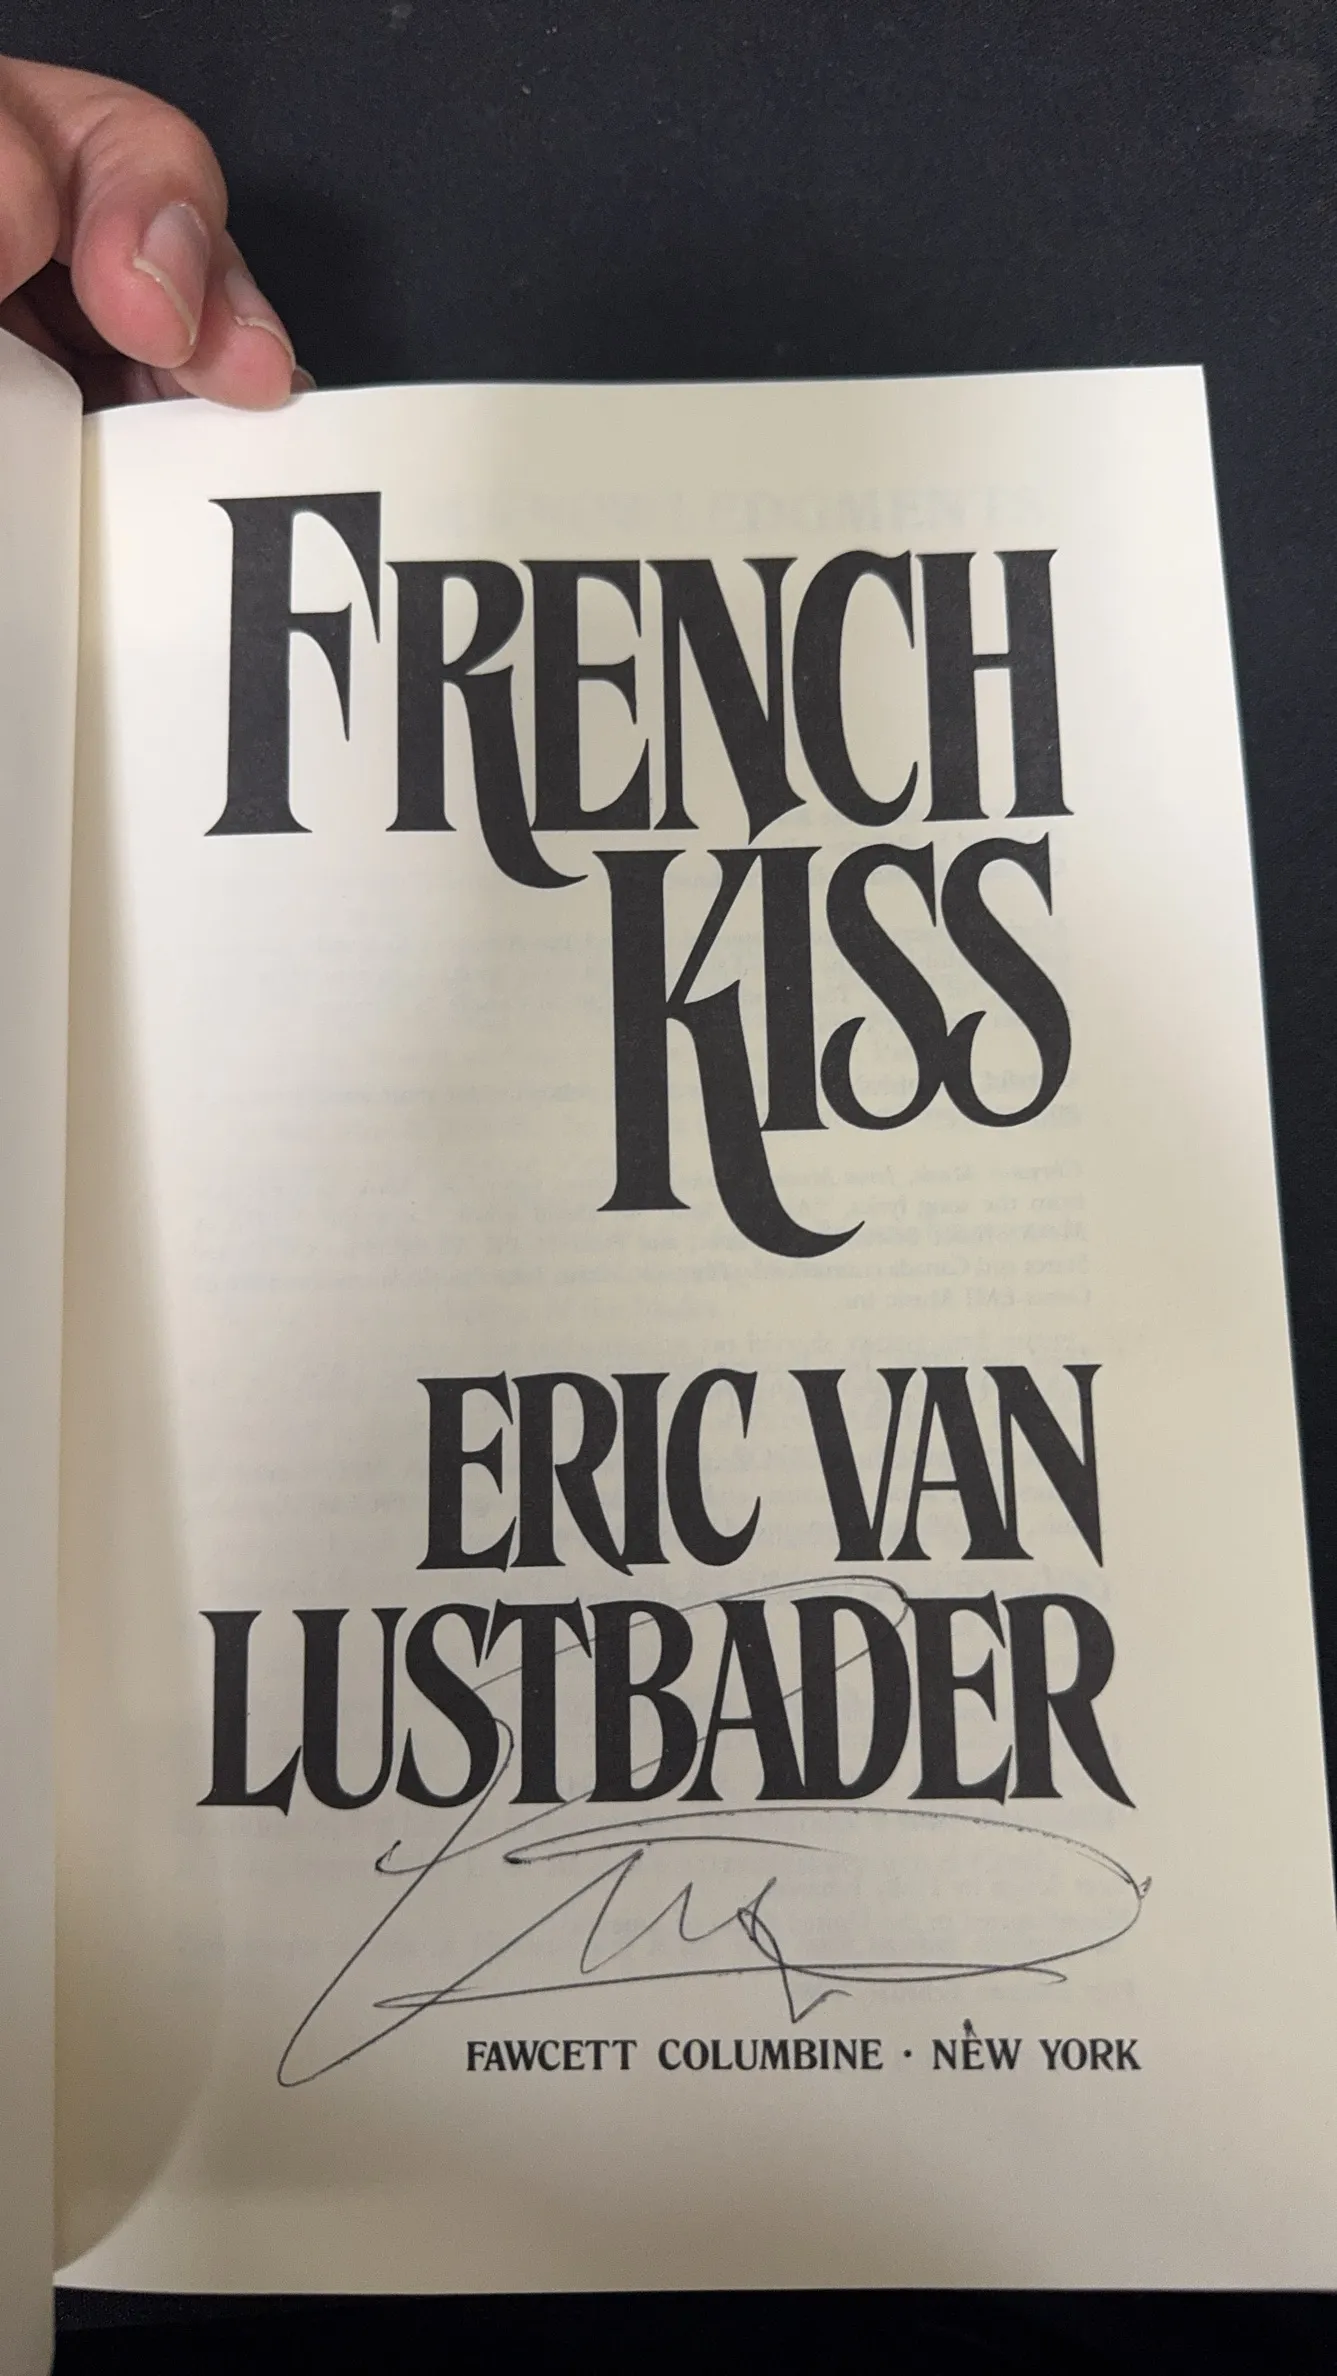 FRENCH
KISS
ERIC VAN
LUSTBADER
FAWCETT COLUMBINE • NEW YORK